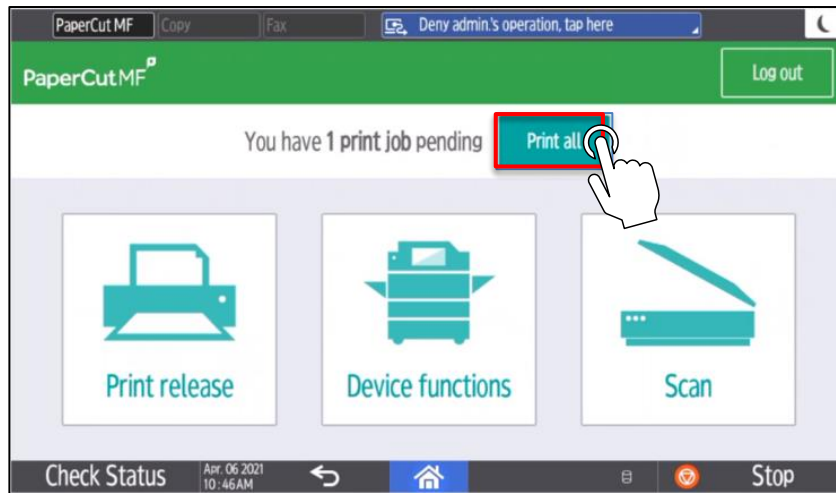 PaperCut MF Copy Fax Deny admin.'s operation, tap here
PaperCutMF P Log out
You have 1 print job pending Print all
Print release Device functions Scan
Check Status Apr. 06 2021 10:46AM Stop